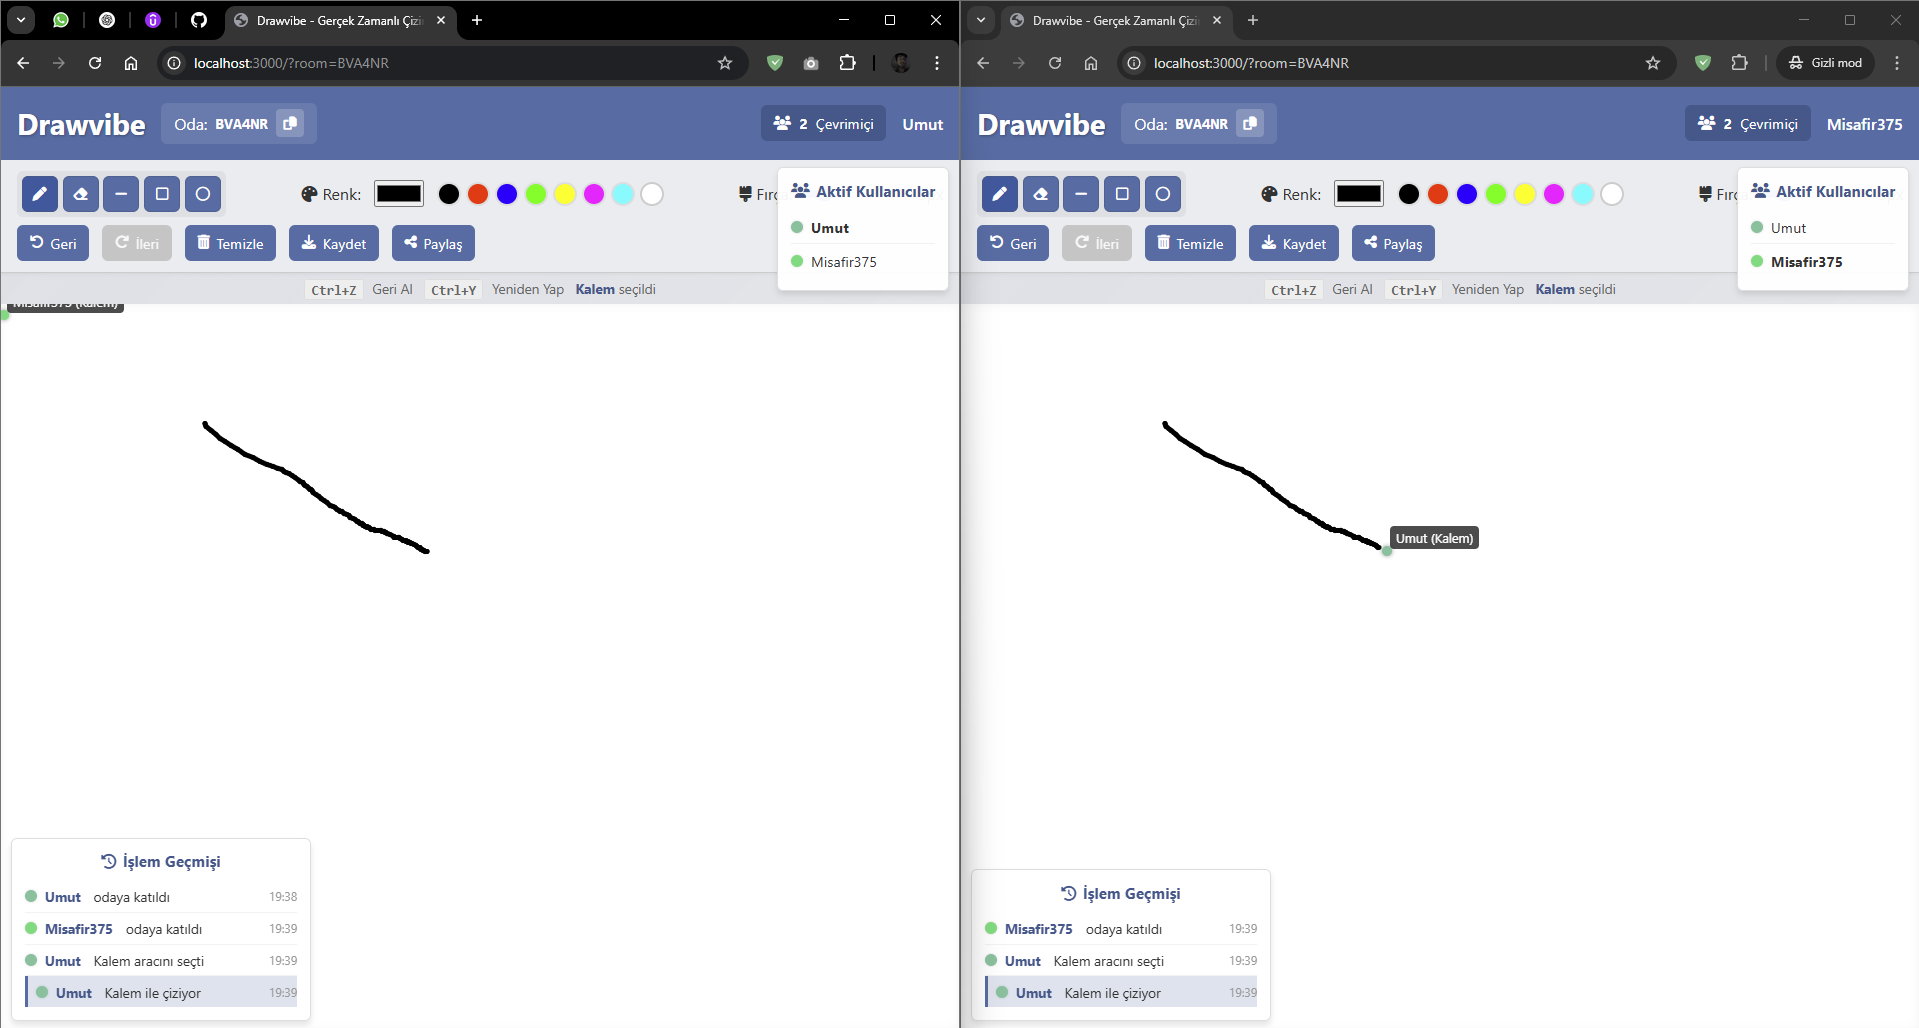 Drawvibe - Gerçek Zamanlı Çizi
localhost:3000/?room=BVA4NR
Drawvibe
Oda: BVA4NR
2 Çevrimiçi
Umut
Renk:
Fırç
Geri
İleri
Temizle
Kaydet
Paylaş
Aktif Kullanıcılar
Umut
Misafir375
Ctrl+Z Geri Al Ctrl+Y Yeniden Yap Kalem seçildi
Misafir375 (Kalem)
İşlem Geçmişi
Umut odaya katıldı 19:38
Misafir375 odaya katıldı 19:39
Umut Kalem aracını seçti 19:39
Umut Kalem ile çiziyor 19:39
Drawvibe - Gerçek Zamanlı Çizi
localhost:3000/?room=BVA4NR
Gizli mod
Drawvibe
Oda: BVA4NR
2 Çevrimiçi
Misafir375
Renk:
Fırç
Geri
İleri
Temizle
Kaydet
Paylaş
Aktif Kullanıcılar
Umut
Misafir375
Ctrl+Z Geri Al Ctrl+Y Yeniden Yap Kalem seçildi
Umut (Kalem)
İşlem Geçmişi
Misafir375 odaya katıldı 19:39
Umut Kalem aracını seçti 19:39
Umut Kalem ile çiziyor 19:39